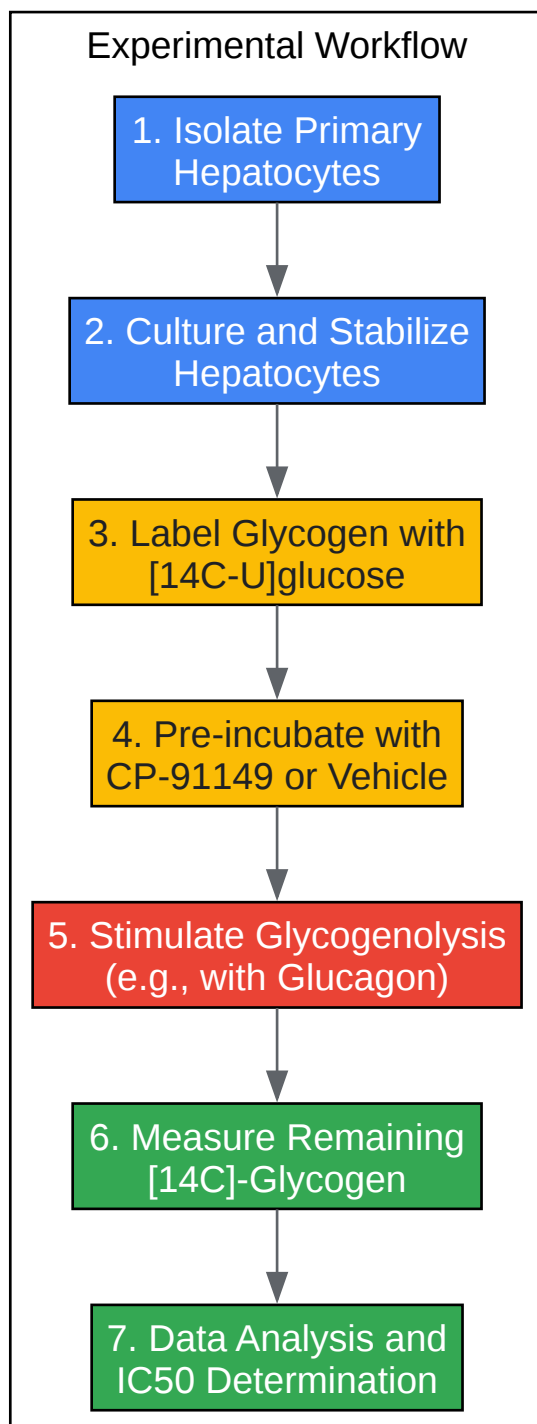 Experimental Workflow
1. Isolate Primary
Hepatocytes
2. Culture and Stabilize
Hepatocytes
3. Label Glycogen with
[14C-U]glucose
4. Pre-incubate with
CP-91149 or Vehicle
5. Stimulate Glycogenolysis
(e.g., with Glucagon)
6. Measure Remaining
[14C]-Glycogen
7. Data Analysis and
IC50 Determination